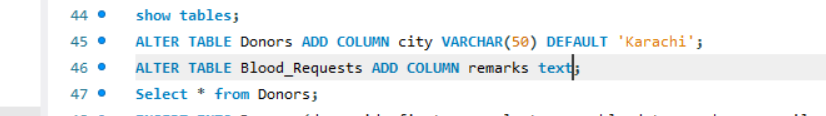 44 show tables;
45 ALTER TABLE Donors ADD COLUMN city VARCHAR(50) DEFAULT 'Karachi';
46 ALTER TABLE Blood_Requests ADD COLUMN remarks text;
47 Select * from Donors;